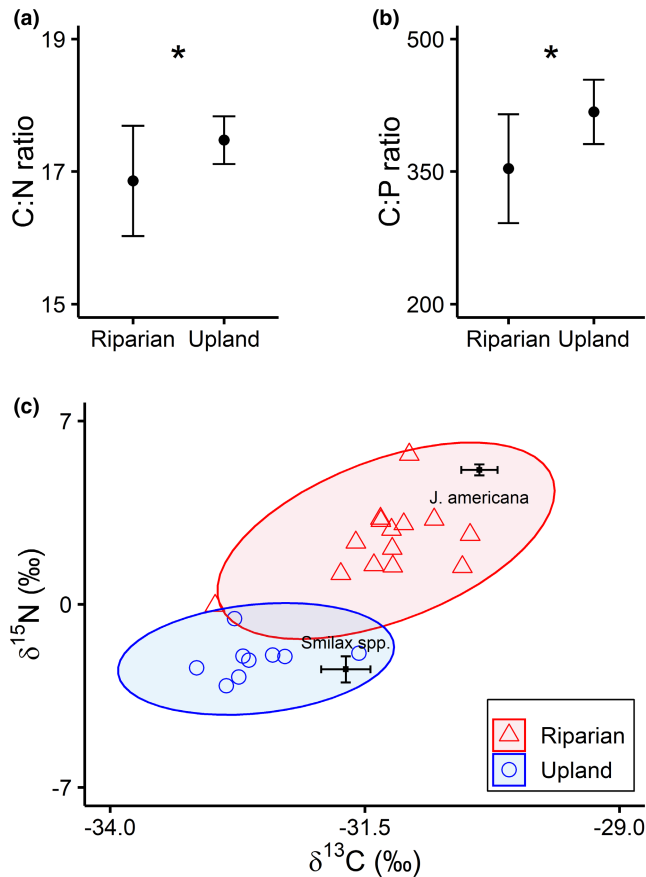 (a)
19
17
15
C:N ratio
*
Riparian Upland
(b)
500
350
200
C:P ratio
*
Riparian Upland
(c)
7
0
-7
δ¹⁵N (‰)
J. americana
Smilax spp.
Riparian
Upland
-34.0 -31.5 -29.0
δ¹³C (‰)